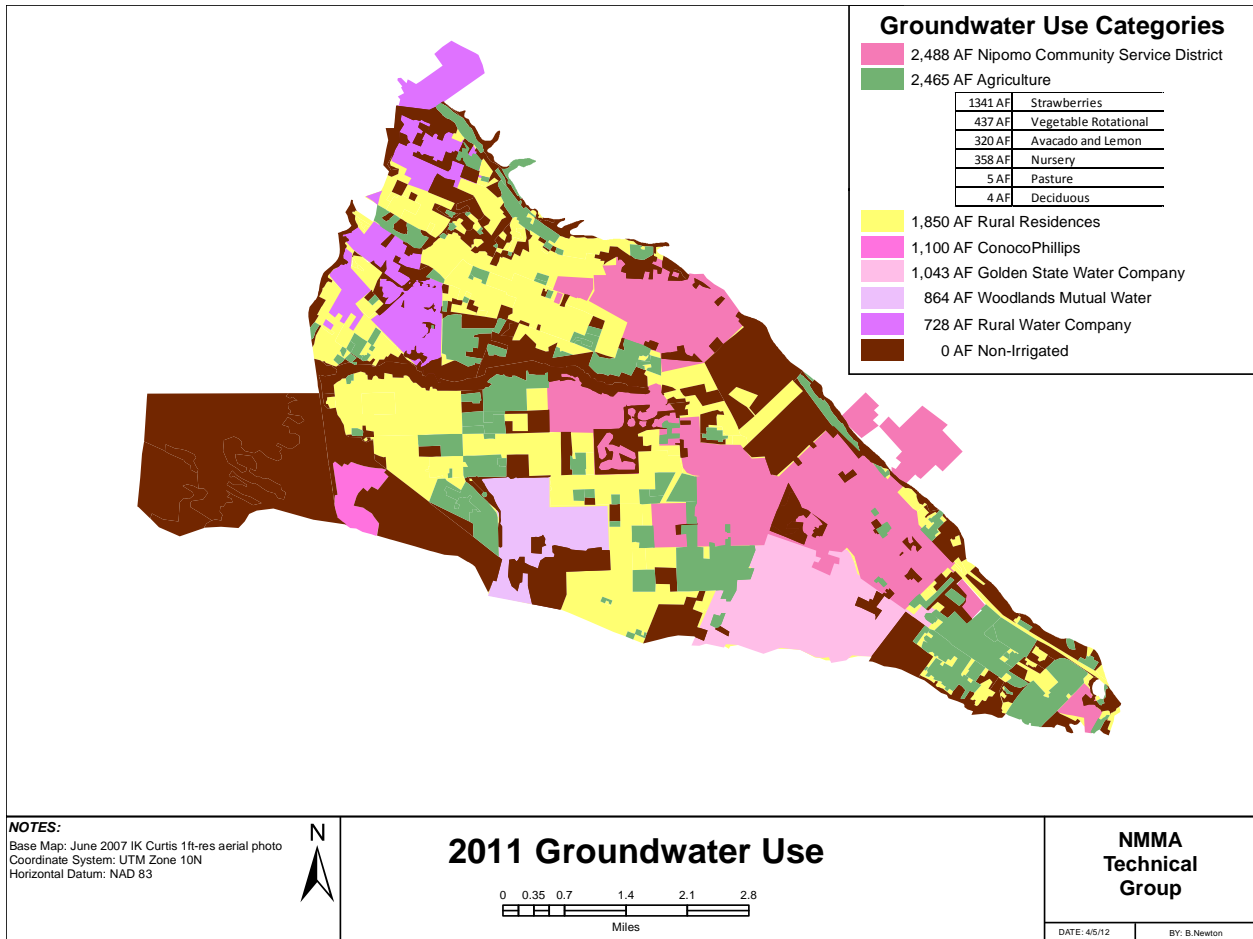 Groundwater Use Categories
2,488 AF Nipomo Community Service District
2,465 AF Agriculture
1341 AF Strawberries
437 AF Vegetable Rotational
320 AF Avacado and Lemon
358 AF Nursery
5 AF Pasture
4 AF Deciduous
1,850 AF Rural Residences
1,100 AF ConocoPhillips
1,043 AF Golden State Water Company
864 AF Woodlands Mutual Water
728 AF Rural Water Company
0 AF Non-Irrigated
NOTES:
Base Map: June 2007 IK Curtis 1ft-res aerial photo
Coordinate System: UTM Zone 10N
Horizontal Datum: NAD 83
N
2011 Groundwater Use
0 0.35 0.7 1.4 2.1 2.8
Miles
NMMA
Technical
Group
DATE: 4/5/12 BY: B.Newton